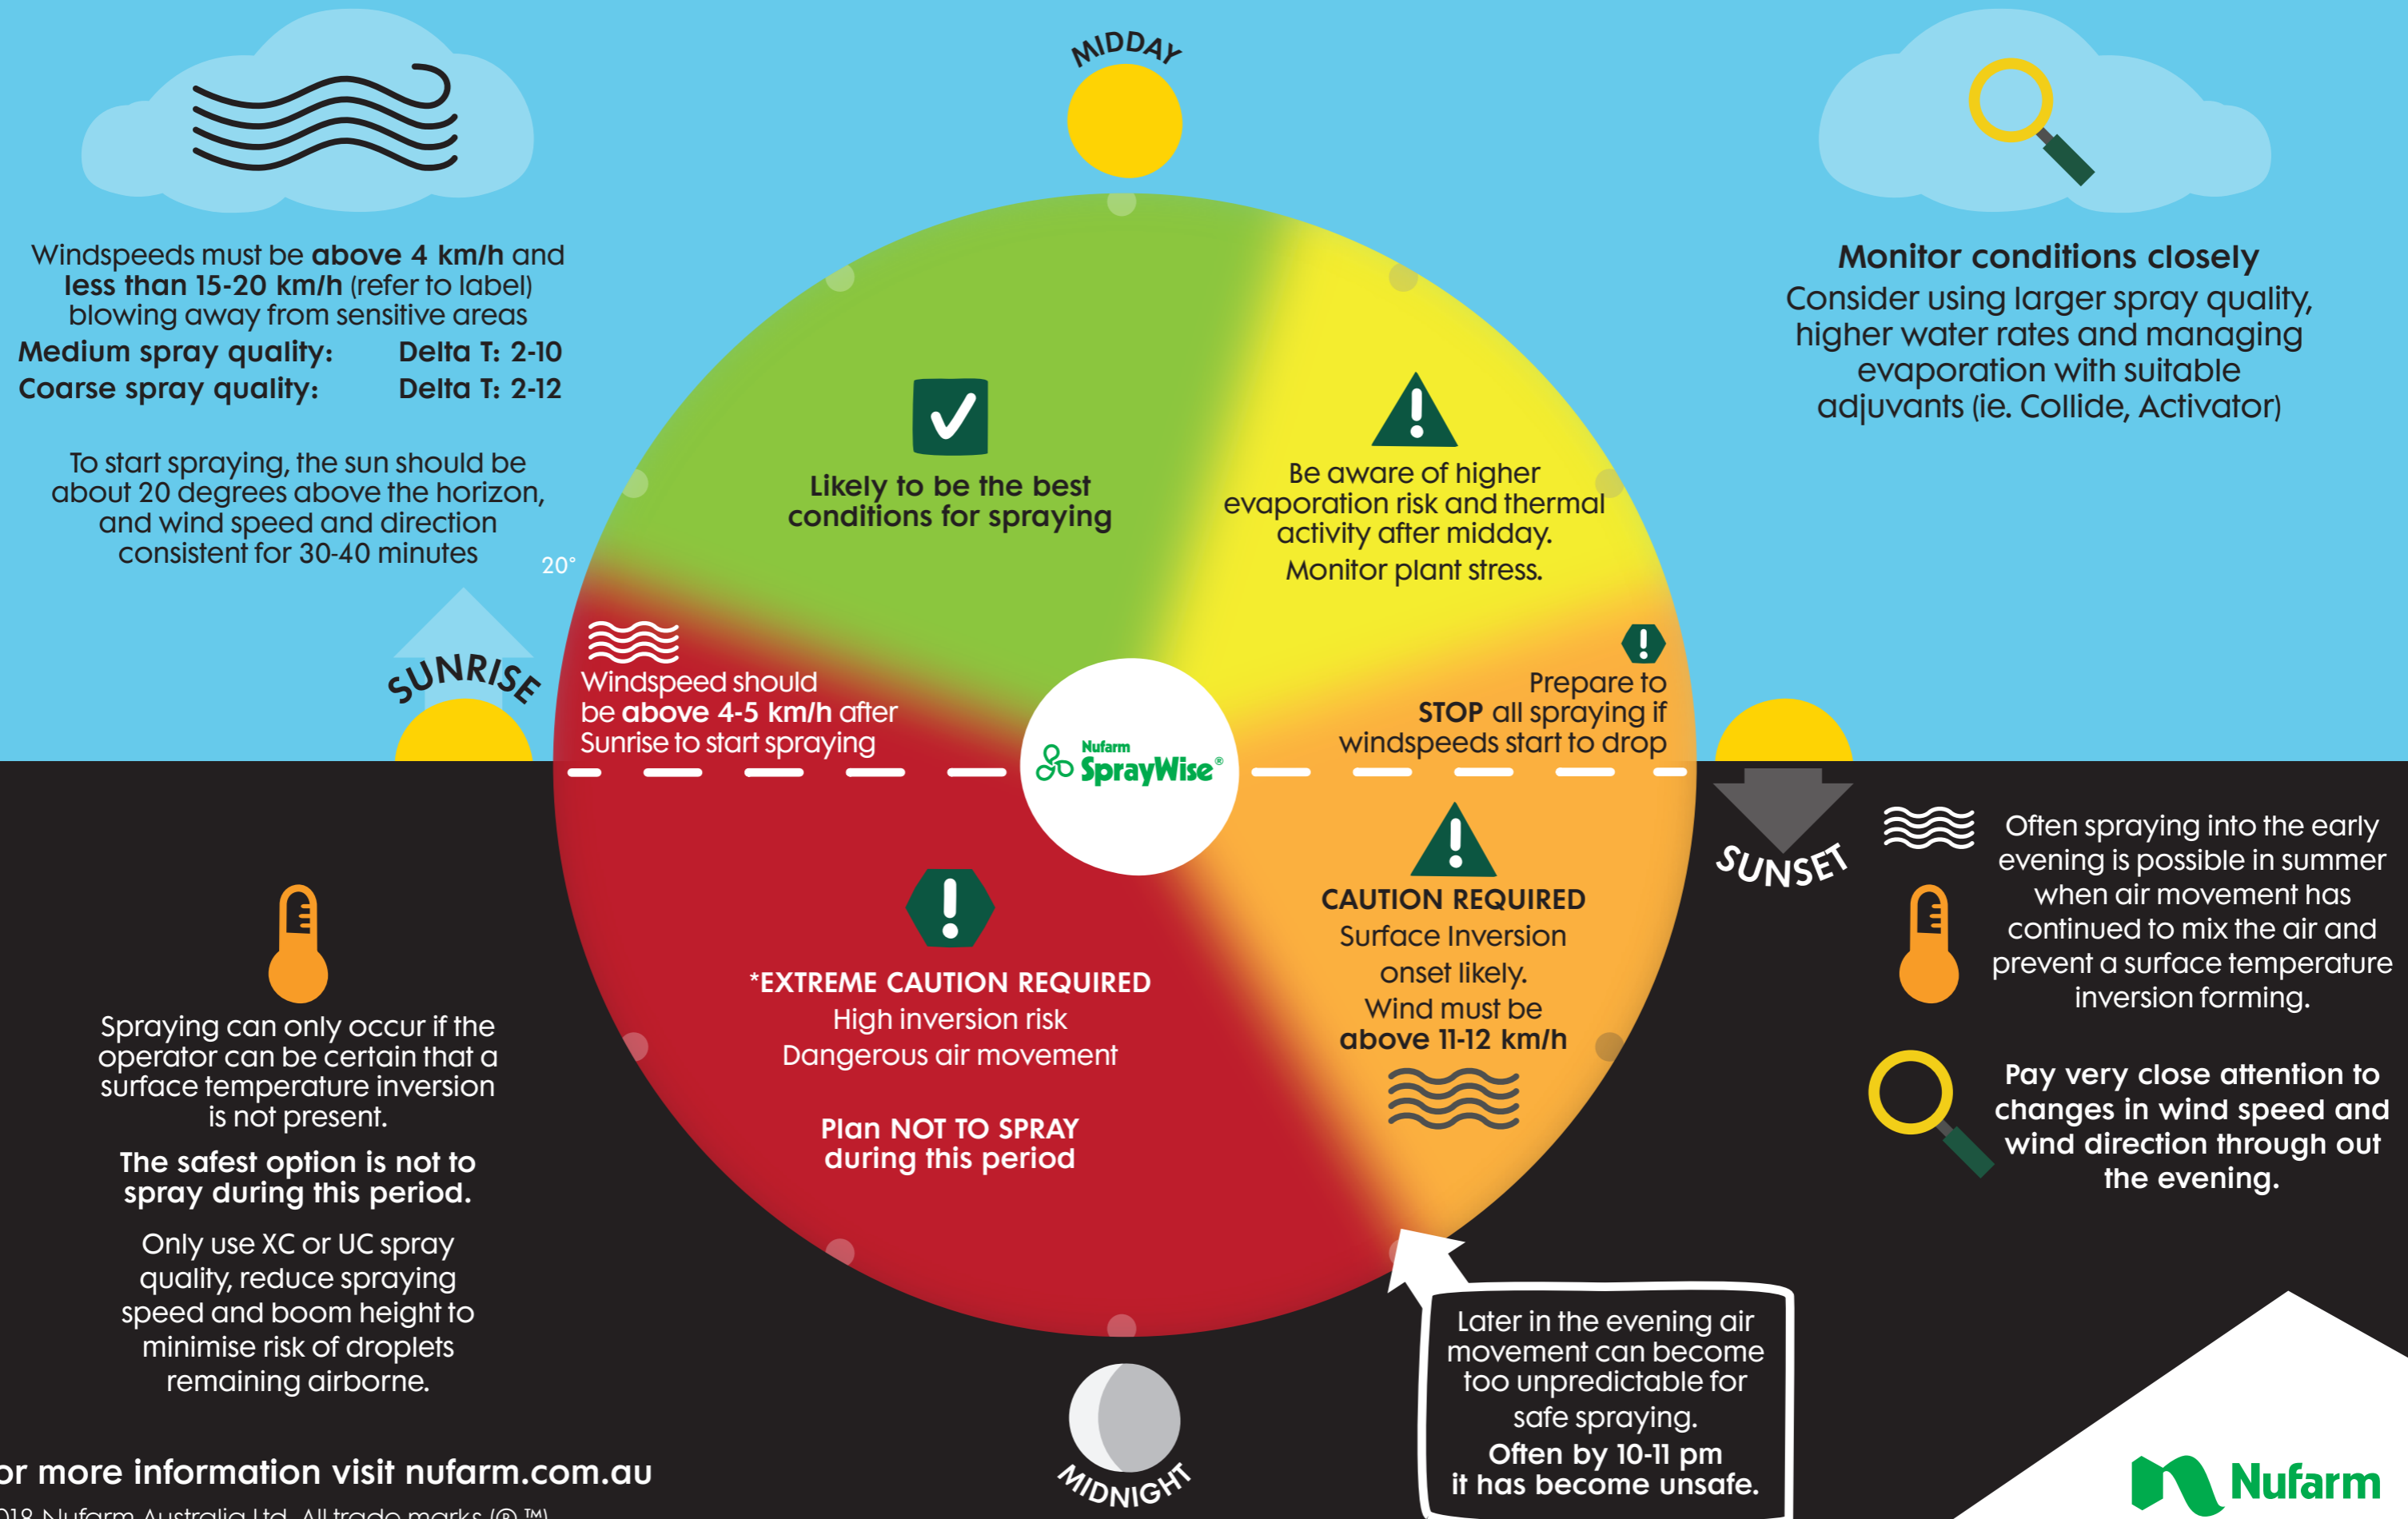 MIDDAY
Windspeeds must be above 4 km/h and
less than 15-20 km/h (refer to label)
blowing away from sensitive areas
Medium spray quality: Delta T: 2-10
Coarse spray quality: Delta T: 2-12
To start spraying, the sun should be
about 20 degrees above the horizon,
and wind speed and direction
consistent for 30-40 minutes
20°
SUNRISE
Monitor conditions closely
Consider using larger spray quality,
higher water rates and managing
evaporation with suitable
adjuvants (ie. Collide, Activator)
Likely to be the best
conditions for spraying
Be aware of higher
evaporation risk and thermal
activity after midday.
Monitor plant stress.
Windspeed should
be above 4-5 km/h after
Sunrise to start spraying
Prepare to
STOP all spraying if
windspeeds start to drop
Nufarm
SprayWise®
SUNSET
*EXTREME CAUTION REQUIRED
High inversion risk
Dangerous air movement
Plan NOT TO SPRAY
during this period
CAUTION REQUIRED
Surface Inversion
onset likely.
Wind must be
above 11-12 km/h
Often spraying into the early
evening is possible in summer
when air movement has
continued to mix the air and
prevent a surface temperature
inversion forming.
Pay very close attention to
changes in wind speed and
wind direction through out
the evening.
Spraying can only occur if the
operator can be certain that a
surface temperature inversion
is not present.
The safest option is not to
spray during this period.
Only use XC or UC spray
quality, reduce spraying
speed and boom height to
minimise risk of droplets
remaining airborne.
Later in the evening air
movement can become
too unpredictable for
safe spraying.
Often by 10-11 pm
it has become unsafe.
MIDNIGHT
or more information visit nufarm.com.au
018 Nufarm Australia Ltd. All trade marks (® ™)
Nufarm